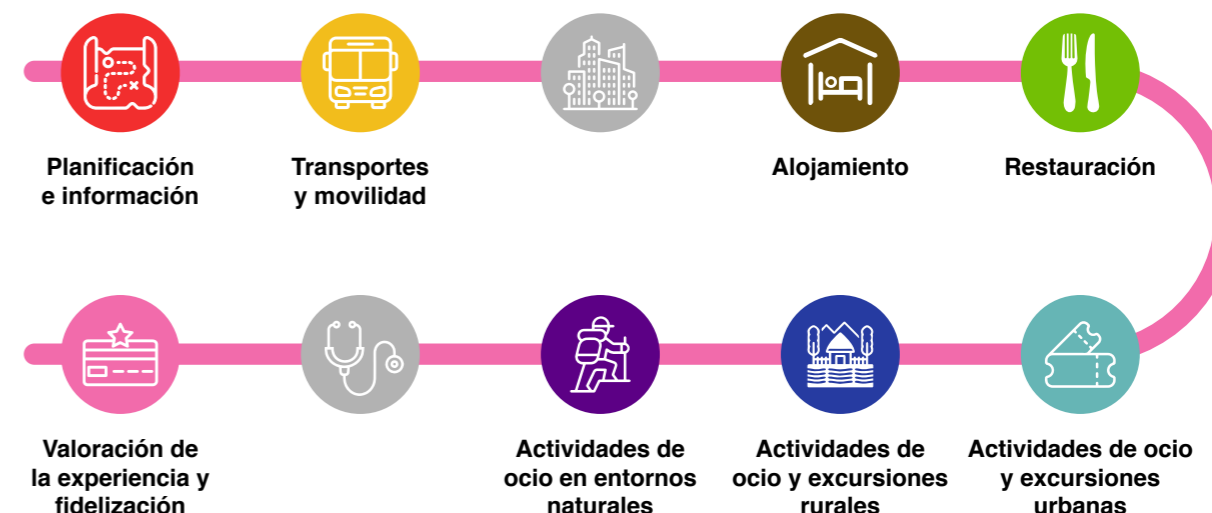 Planificación
e información
Transportes
y movilidad
Alojamiento
Restauración
Valoración de
la experiencia y
fidelización
Actividades de
ocio en entornos
naturales
Actividades de
ocio y excursiones
rurales
Actividades de ocio
y excursiones
urbanas